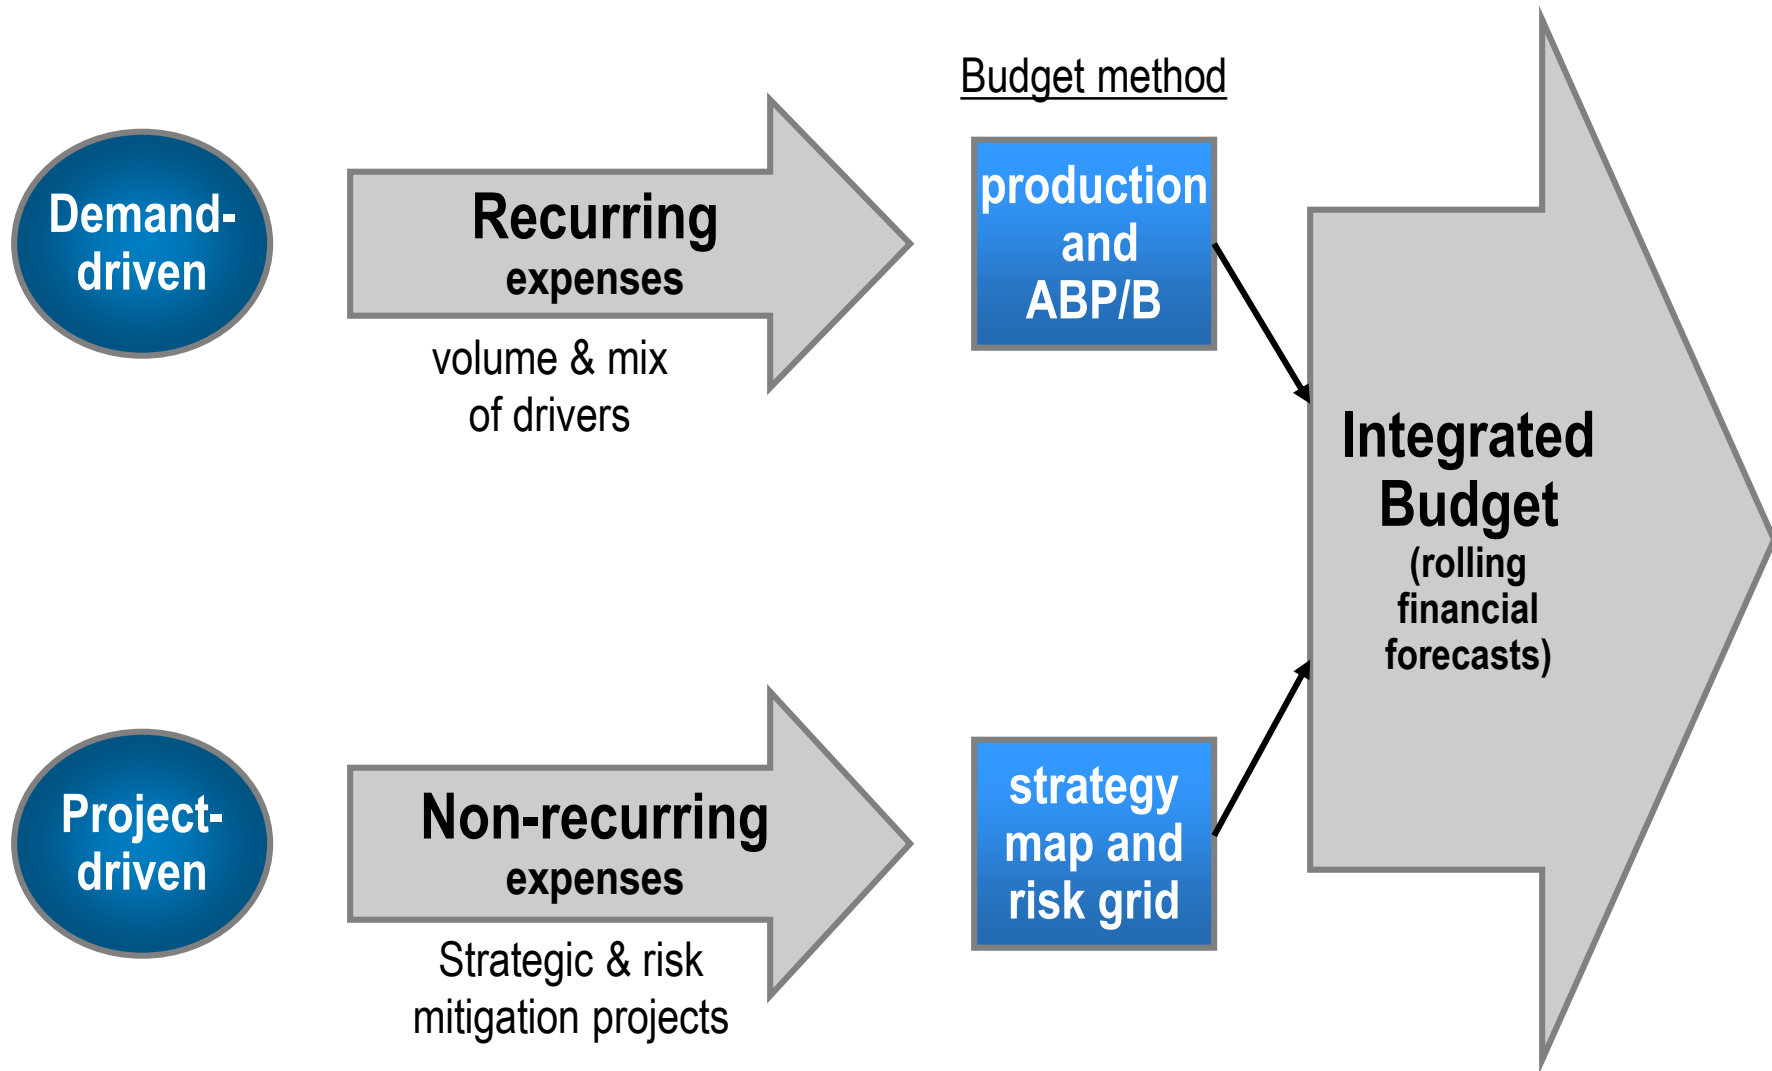 Budget method
Demand-
driven
Recurring
expenses
volume & mix
of drivers
production
and
ABP/B
Project-
driven
Non-recurring
expenses
Strategic & risk
mitigation projects
strategy
map and
risk grid
Integrated
Budget
(rolling
financial
forecasts)